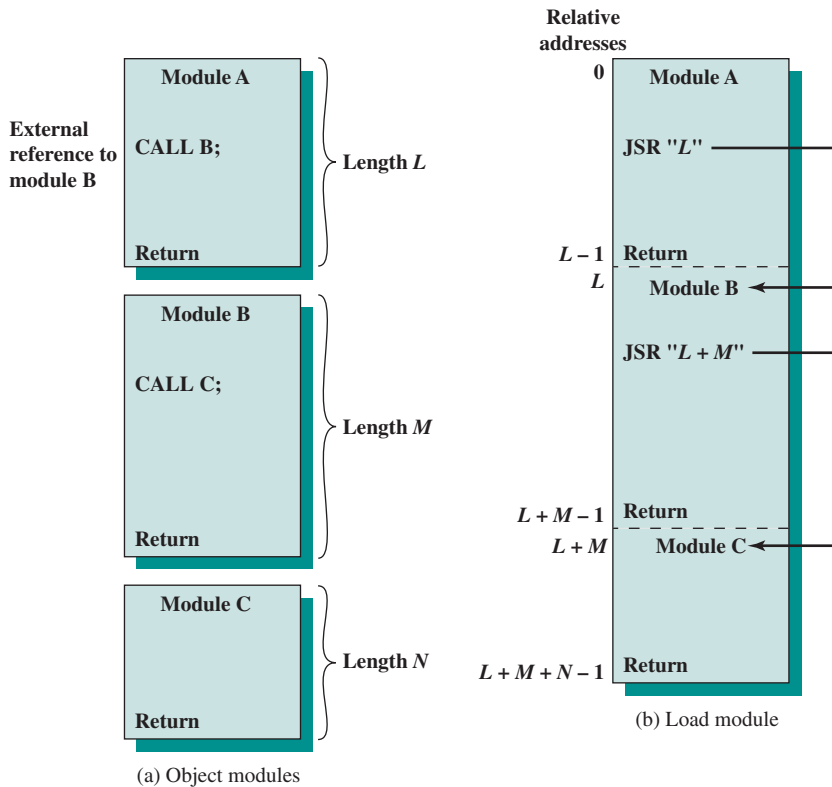 Module A
External
reference to
module B
CALL B;
Length L
Return
Module B
CALL C;
Length M
Return
Module C
Length N
Return
(a) Object modules
Relative
addresses
0
Module A
JSR "L"
L – 1
Return
L
Module B
JSR "L + M"
L + M – 1
Return
L + M
Module C
L + M + N – 1
Return
(b) Load module